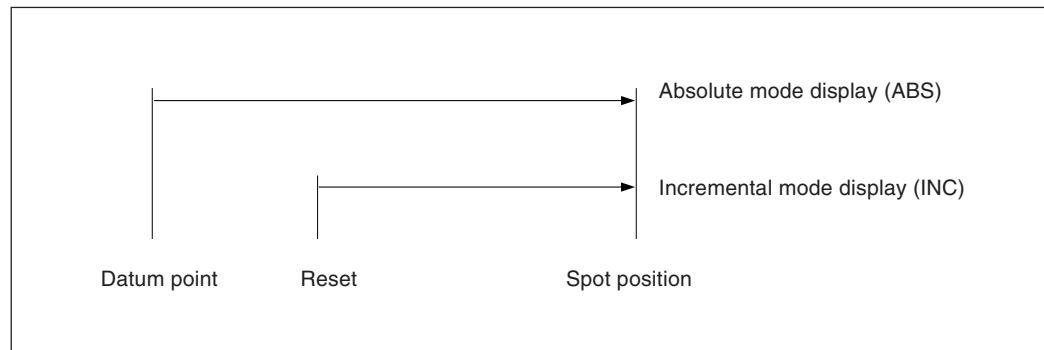 Absolute mode display (ABS)
Incremental mode display (INC)
Datum point
Reset
Spot position